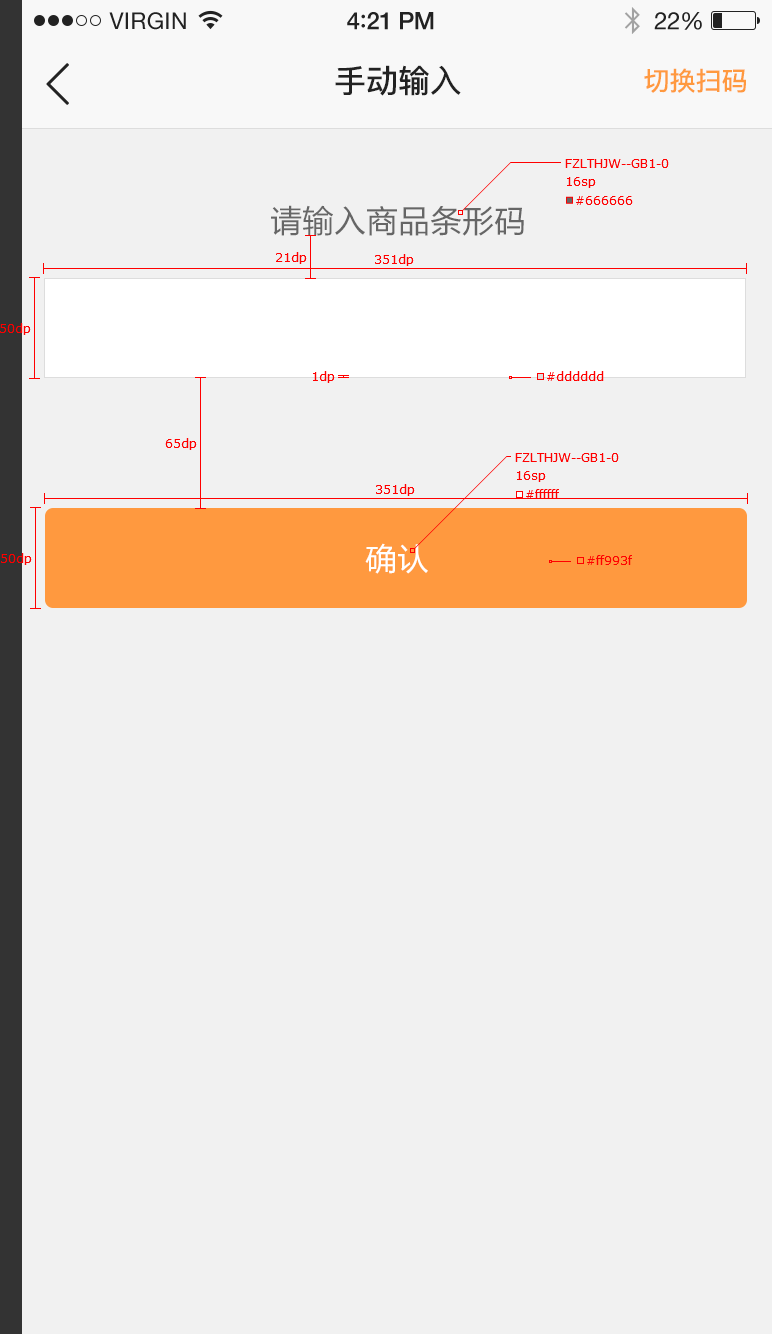 VIRGIN 4:21 PM 22%
手动输入 切换扫码
FZLTHJW--GB1-0
16sp
#666666
请输入商品条形码
21dp 351dp
50dp
1dp #dddddd
65dp
FZLTHJW--GB1-0
16sp
351dp
#ffffff
50dp
确认
#ff993f